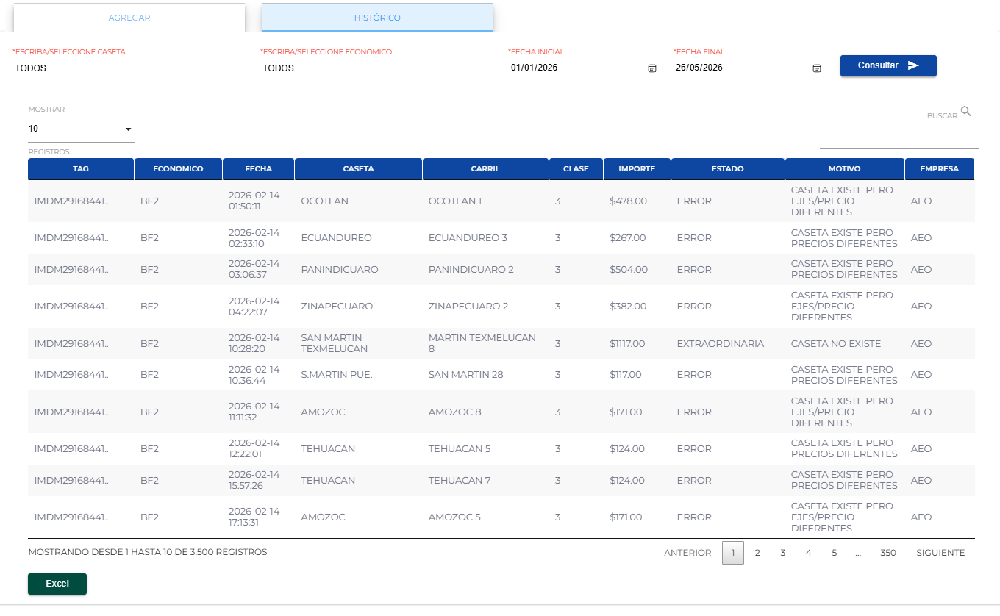 AGREGAR
HISTÓRICO
*ESCRIBA/SELECCIONE CASETA
*ESCRIBA/SELECCIONE ECONOMICO
*FECHA INICIAL
*FECHA FINAL
TODOS
TODOS
01/01/2026
26/05/2026
Consultar
MOSTRAR
BUSCAR :
10
REGISTROS
TAG ECONOMICO FECHA CASETA CARRIL CLASE IMPORTE ESTADO MOTIVO EMPRESA
IMDM29168441.. BF2 2026-02-14 01:50:11 OCOTLAN OCOTLAN 1 3 $478.00 ERROR CASETA EXISTE PERO EJES/PRECIO DIFERENTES AEO
IMDM29168441.. BF2 2026-02-14 02:33:10 ECUANDUREO ECUANDUREO 3 3 $267.00 ERROR CASETA EXISTE PERO PRECIOS DIFERENTES AEO
IMDM29168441.. BF2 2026-02-14 03:06:37 PANINDICUARO PANINDICUARO 2 3 $504.00 ERROR CASETA EXISTE PERO PRECIOS DIFERENTES AEO
IMDM29168441.. BF2 2026-02-14 04:22:07 ZINAPECUARO ZINAPECUARO 2 3 $382.00 ERROR CASETA EXISTE PERO EJES/PRECIO DIFERENTES AEO
IMDM29168441.. BF2 2026-02-14 10:28:20 SAN MARTIN TEXMELUCAN MARTIN TEXMELUCAN 8 3 $1117.00 EXTRAORDINARIA CASETA NO EXISTE AEO
IMDM29168441.. BF2 2026-02-14 10:36:44 S.MARTIN PUE. SAN MARTIN 28 3 $117.00 ERROR CASETA EXISTE PERO PRECIOS DIFERENTES AEO
IMDM29168441.. BF2 2026-02-14 11:11:32 AMOZOC AMOZOC 8 3 $171.00 ERROR CASETA EXISTE PERO EJES/PRECIO DIFERENTES AEO
IMDM29168441.. BF2 2026-02-14 12:22:01 TEHUACAN TEHUACAN 5 3 $124.00 ERROR CASETA EXISTE PERO PRECIOS DIFERENTES AEO
IMDM29168441.. BF2 2026-02-14 15:57:26 TEHUACAN TEHUACAN 7 3 $124.00 ERROR CASETA EXISTE PERO PRECIOS DIFERENTES AEO
IMDM29168441.. BF2 2026-02-14 17:13:31 AMOZOC AMOZOC 5 3 $171.00 ERROR CASETA EXISTE PERO EJES/PRECIO DIFERENTES AEO
MOSTRANDO DESDE 1 HASTA 10 DE 3,500 REGISTROS
ANTERIOR 1 2 3 4 5 ... 350 SIGUIENTE
Excel